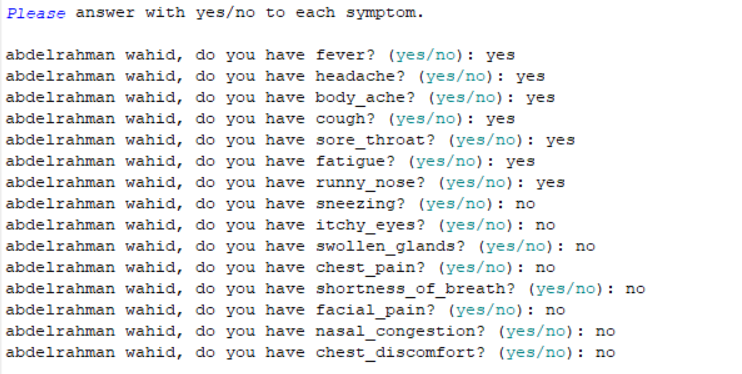 Please answer with yes/no to each symptom.
abdelrahman wahid, do you have fever? (yes/no): yes
abdelrahman wahid, do you have headache? (yes/no): yes
abdelrahman wahid, do you have body_ache? (yes/no): yes
abdelrahman wahid, do you have cough? (yes/no): yes
abdelrahman wahid, do you have sore_throat? (yes/no): yes
abdelrahman wahid, do you have fatigue? (yes/no): yes
abdelrahman wahid, do you have runny_nose? (yes/no): yes
abdelrahman wahid, do you have sneezing? (yes/no): no
abdelrahman wahid, do you have itchy_eyes? (yes/no): no
abdelrahman wahid, do you have swollen_glands? (yes/no): no
abdelrahman wahid, do you have chest_pain? (yes/no): no
abdelrahman wahid, do you have shortness_of_breath? (yes/no): no
abdelrahman wahid, do you have facial_pain? (yes/no): no
abdelrahman wahid, do you have nasal_congestion? (yes/no): no
abdelrahman wahid, do you have chest_discomfort? (yes/no): no